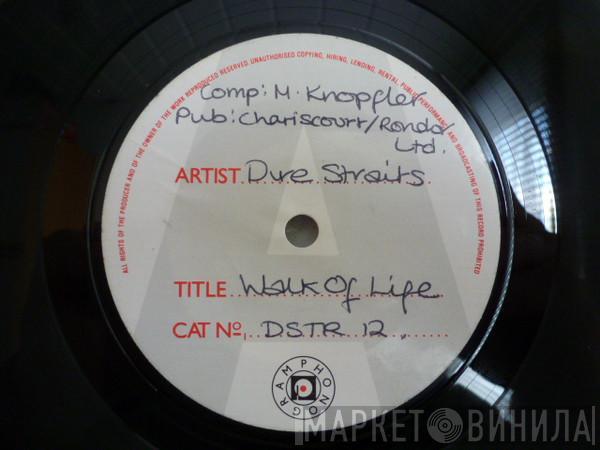 ALL RIGHTS OF THE PRODUCER AND OF THE OWNER OF THE WORK REPRODUCED RESERVED. UNAUTHORISED COPYING, HIRING, LENDING, RENTAL, PUBLIC PERFORMANCE AND BROADCASTING OF THIS RECORD PROHIBITED
Comp: M. Knopfler
Pub: Chariscourt/Rondor
Ltd.
ARTIST Dire Straits
TITLE Walk Of Life
CAT No DSTR 12.
PHONOGRAM
МАРКЕТ ВИНИЛА